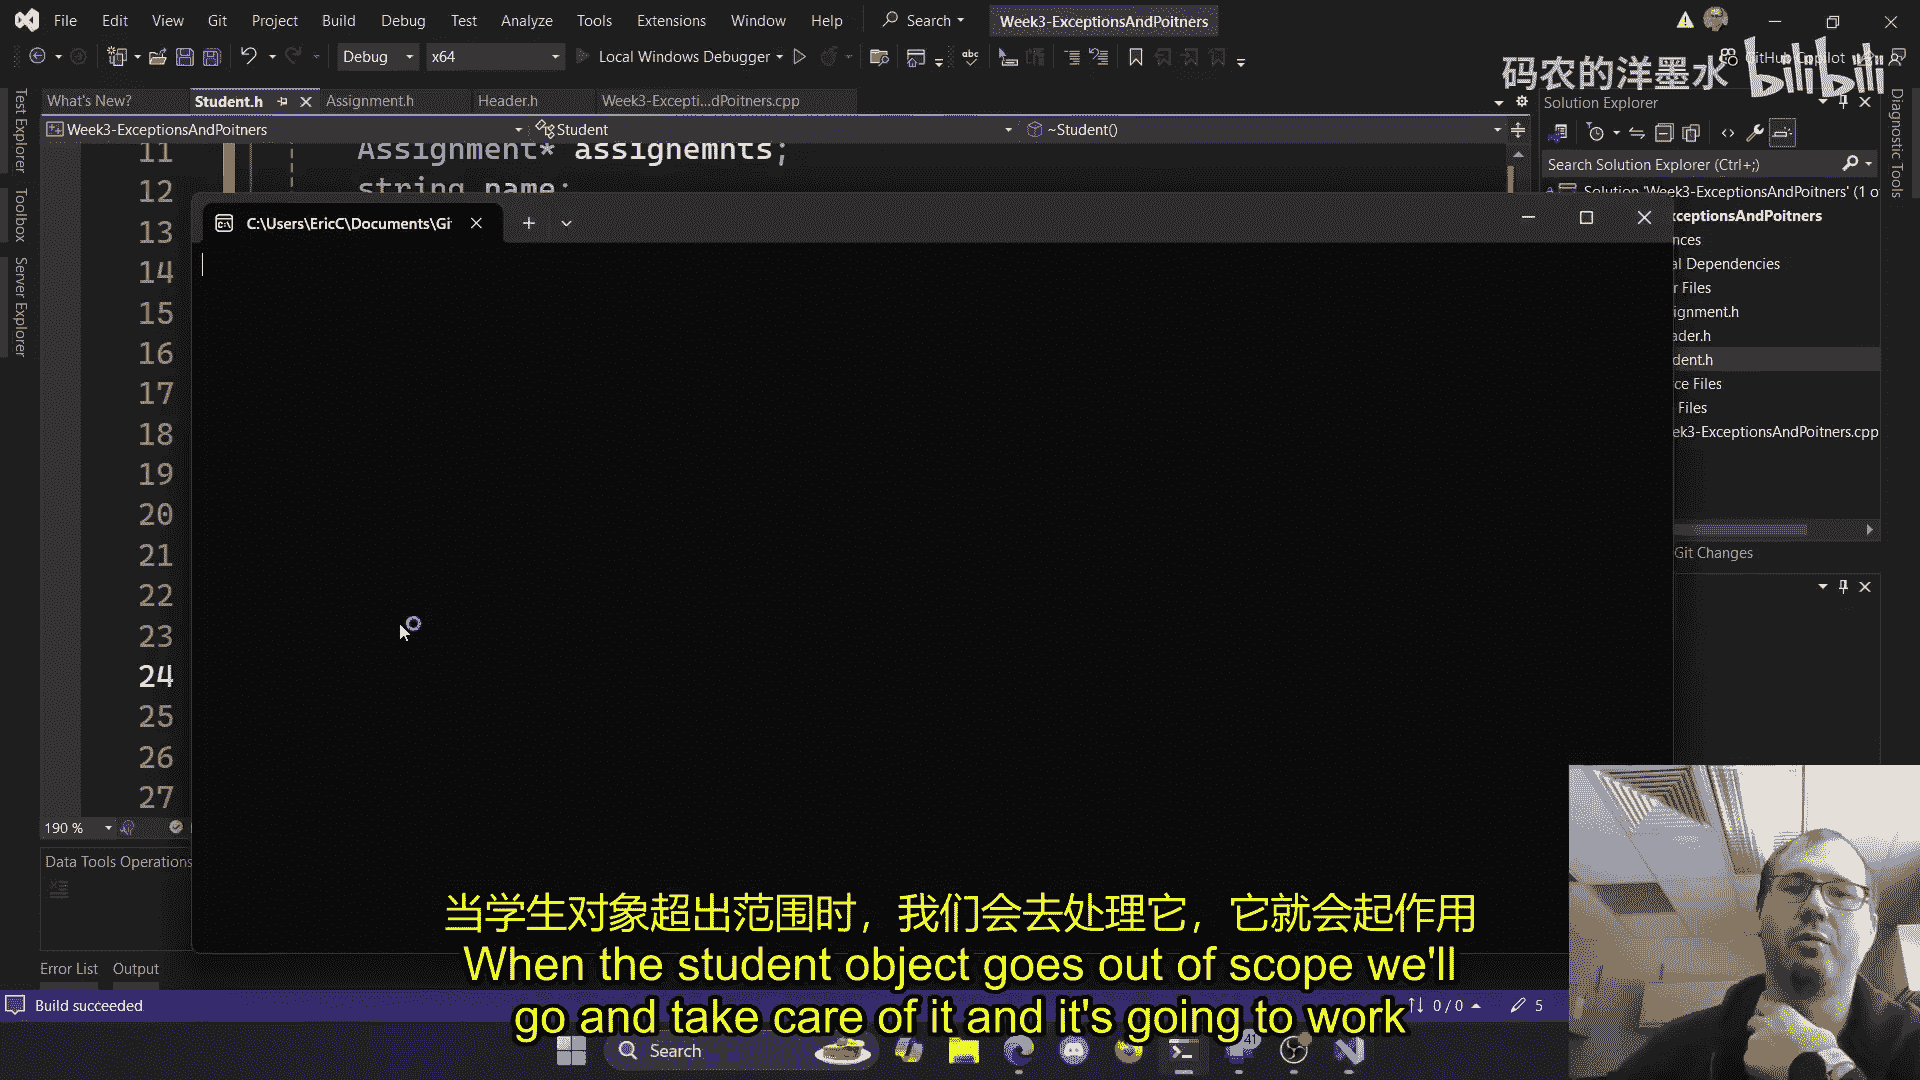 File Edit View Git Project Build Debug Test Analyze Tools Extensions Window Help Search Week3-ExceptionsAndPoitners
Debug x64 Local Windows Debugger GitHub Copilot
码农的洋墨水 bilibili
What's New? Student.h Assignment.h Header.h Week3-Excepti...dPoitners.cpp
Solution Explorer
Week3-ExceptionsAndPoitners Student ~Student()
Search Solution Explorer (Ctrl+;)
Test Explorer
Toolbox
Server Explorer
Diagnostic Tools
11 Assignment* assighemnts;
12 string name;
13
14
15
16
17
18
19
20
21
22
23
24
25
26
27
C:\Users\EricC\Documents\Gi
Solution 'Week3-ExceptionsAndPoitners' (1 o
xceptionsAndPoitners
nces
al Dependencies
r Files
ignment.h
ader.h
dent.h
ce Files
Files
ek3-ExceptionsAndPoitners.cpp
Git Changes
190 %
Data Tools Operations
Error List Output
Build succeeded
0 / 0 5
当学生对象超出范围时，我们会去处理它，它就会起作用
When the student object goes out of scope we'll
go and take care of it and it's going to work
Search
41